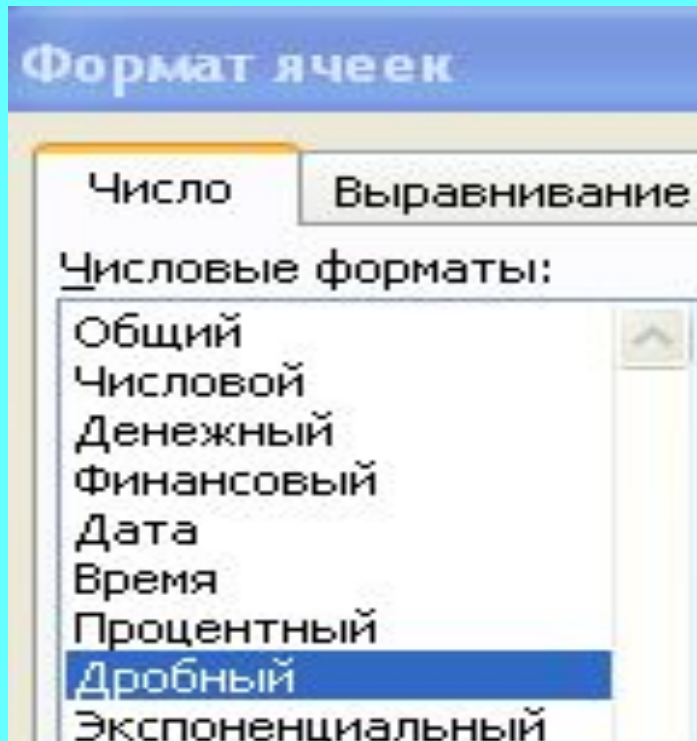 Формат ячеек
Число Выравнивание
Числовые форматы:
Общий
Числовой
Денежный
Финансовый
Дата
Время
Процентный
Дробный
Экспоненциальный